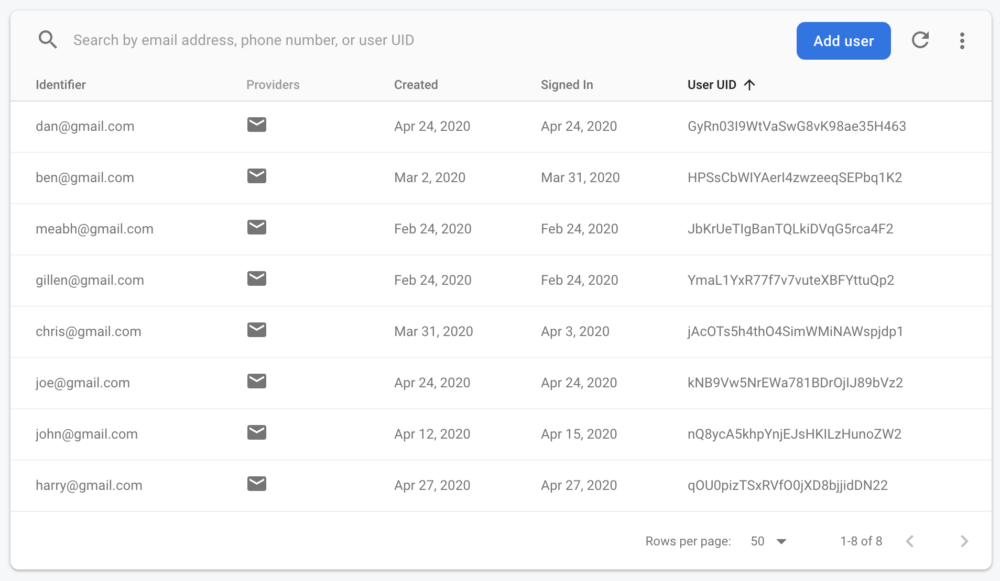 Search by email address, phone number, or user UID Add user
Identifier Providers Created Signed In User UID
dan@gmail.com Apr 24, 2020 Apr 24, 2020 GyRn03I9WtVaSwG8vK98ae35H463
ben@gmail.com Mar 2, 2020 Mar 31, 2020 HPSsCbWIYAerI4zwzeeqSEPbq1K2
meabh@gmail.com Feb 24, 2020 Feb 24, 2020 JbKrUeTIgBanTQLkiDVqG5rca4F2
gillen@gmail.com Feb 24, 2020 Feb 24, 2020 YmaL1YxR77f7v7vuteXBFYttuQp2
chris@gmail.com Mar 31, 2020 Apr 3, 2020 jAcOTs5h4thO4SimWMiNAWspjdp1
joe@gmail.com Apr 24, 2020 Apr 24, 2020 kNB9Vw5NrEWa781BDrOjIJ89bVz2
john@gmail.com Apr 12, 2020 Apr 15, 2020 nQ8ycA5khpYnjEJsHKILzHunoZW2
harry@gmail.com Apr 27, 2020 Apr 27, 2020 qOU0pizTSxRVfO0jXD8bjjidDN22
Rows per page: 50 1-8 of 8